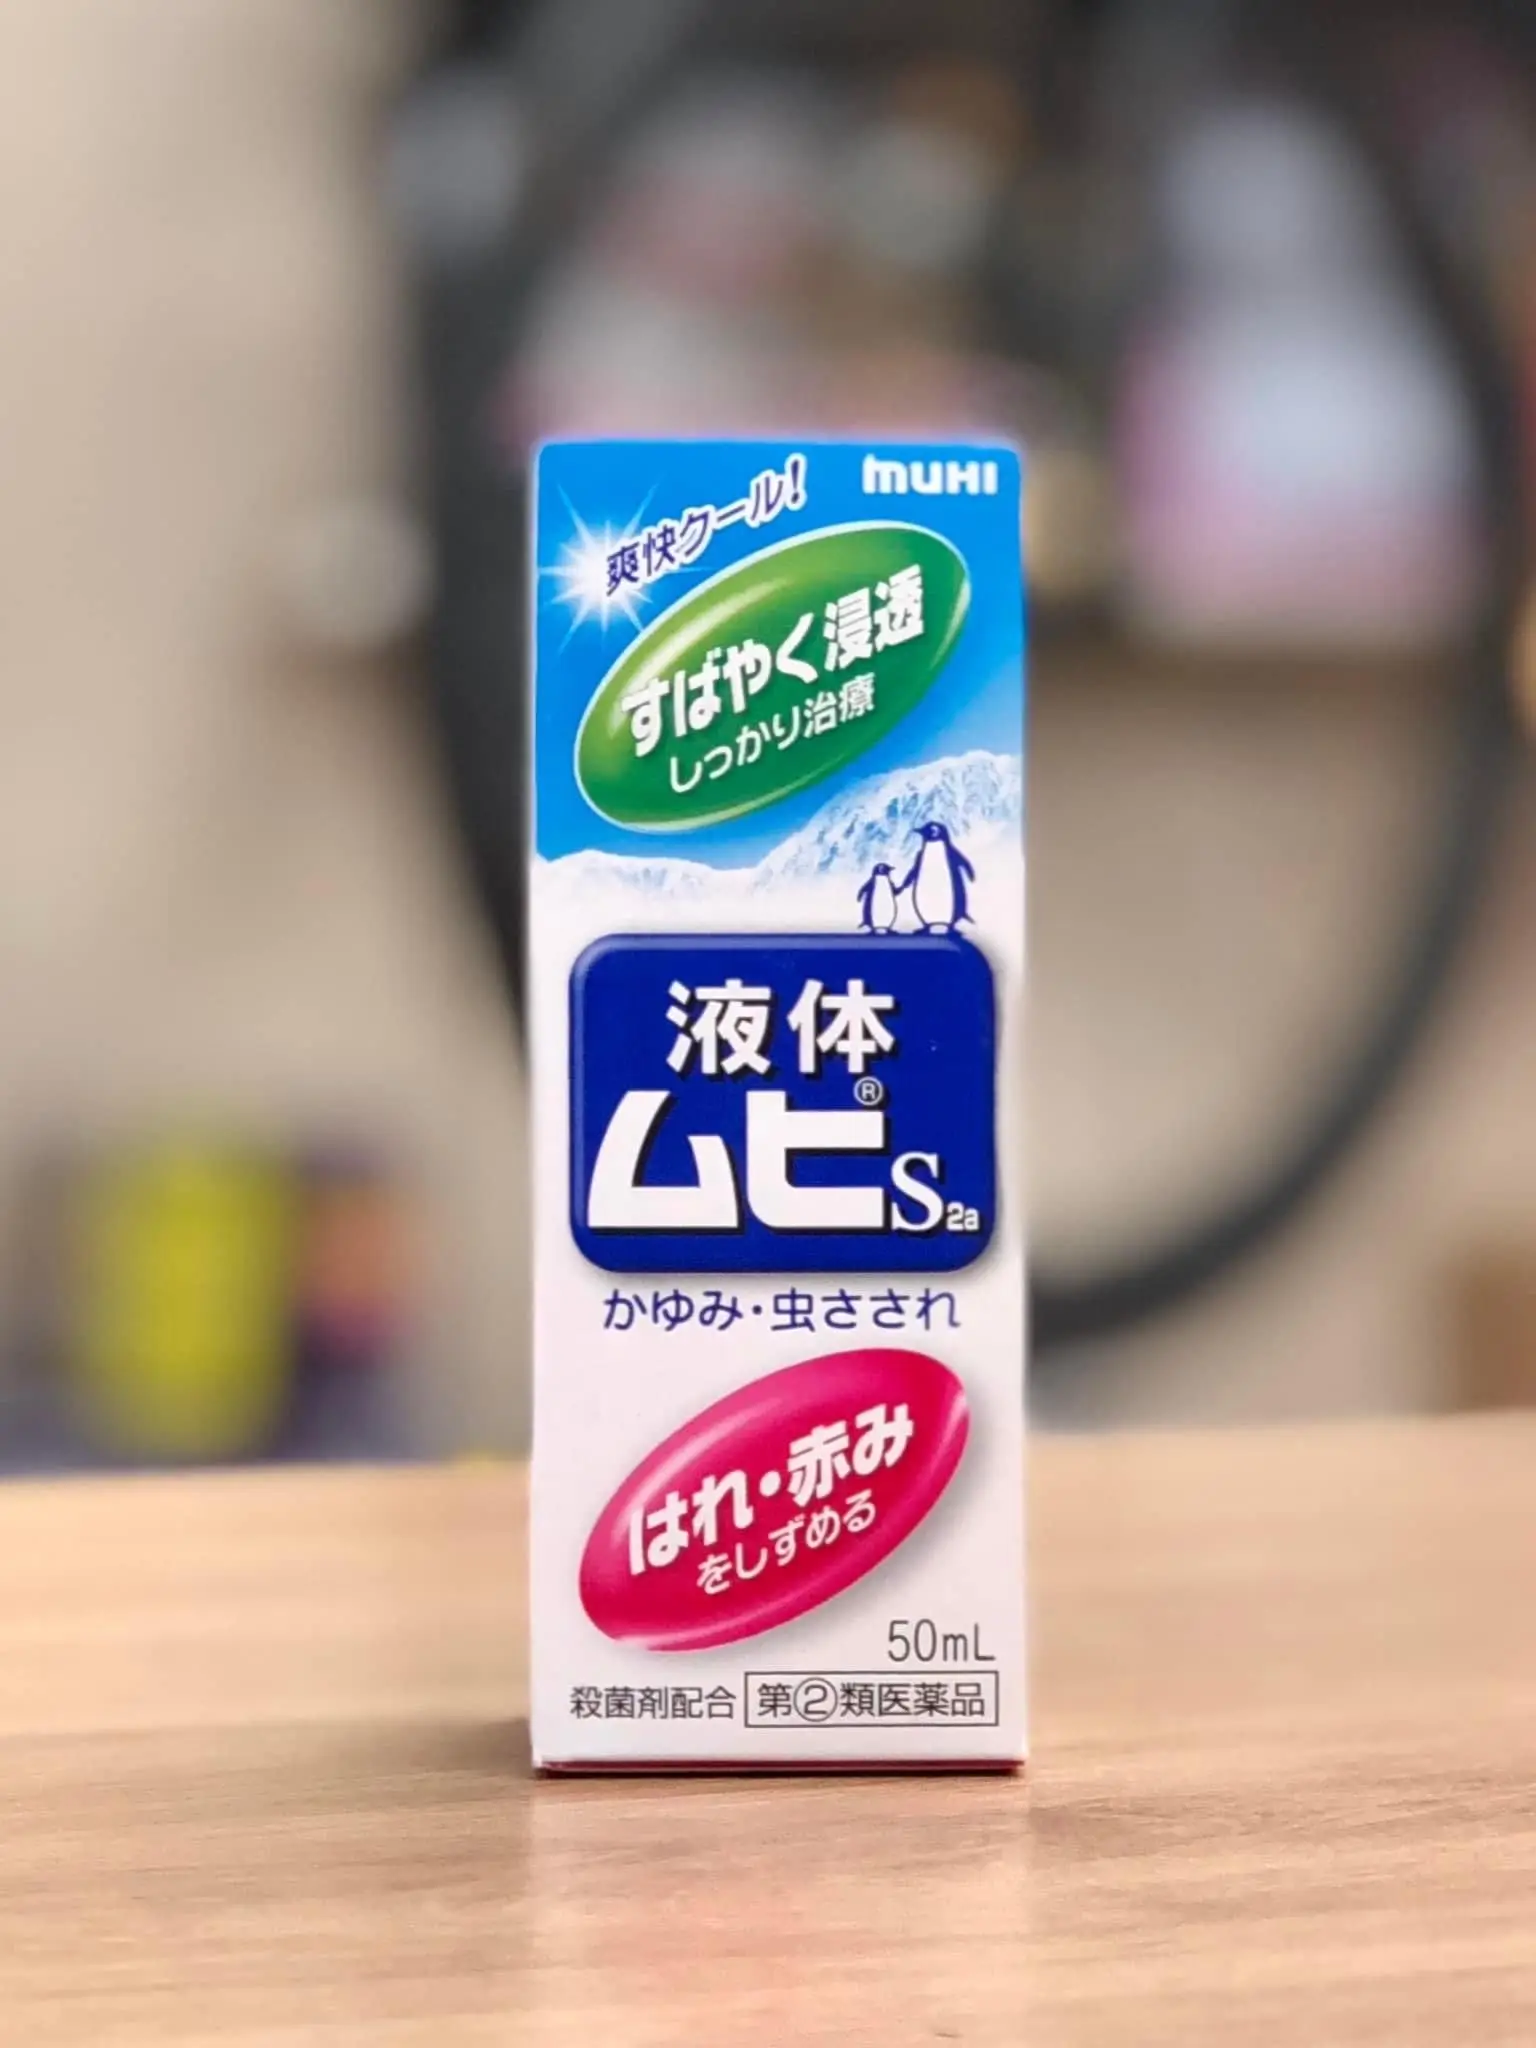 muHI
爽快クール!
すばやく浸透
しっかり治療
液体
ムヒ®S2a
かゆみ・虫さされ
はれ・赤み
をしずめる
50mL
殺菌剤配合 第②類医薬品